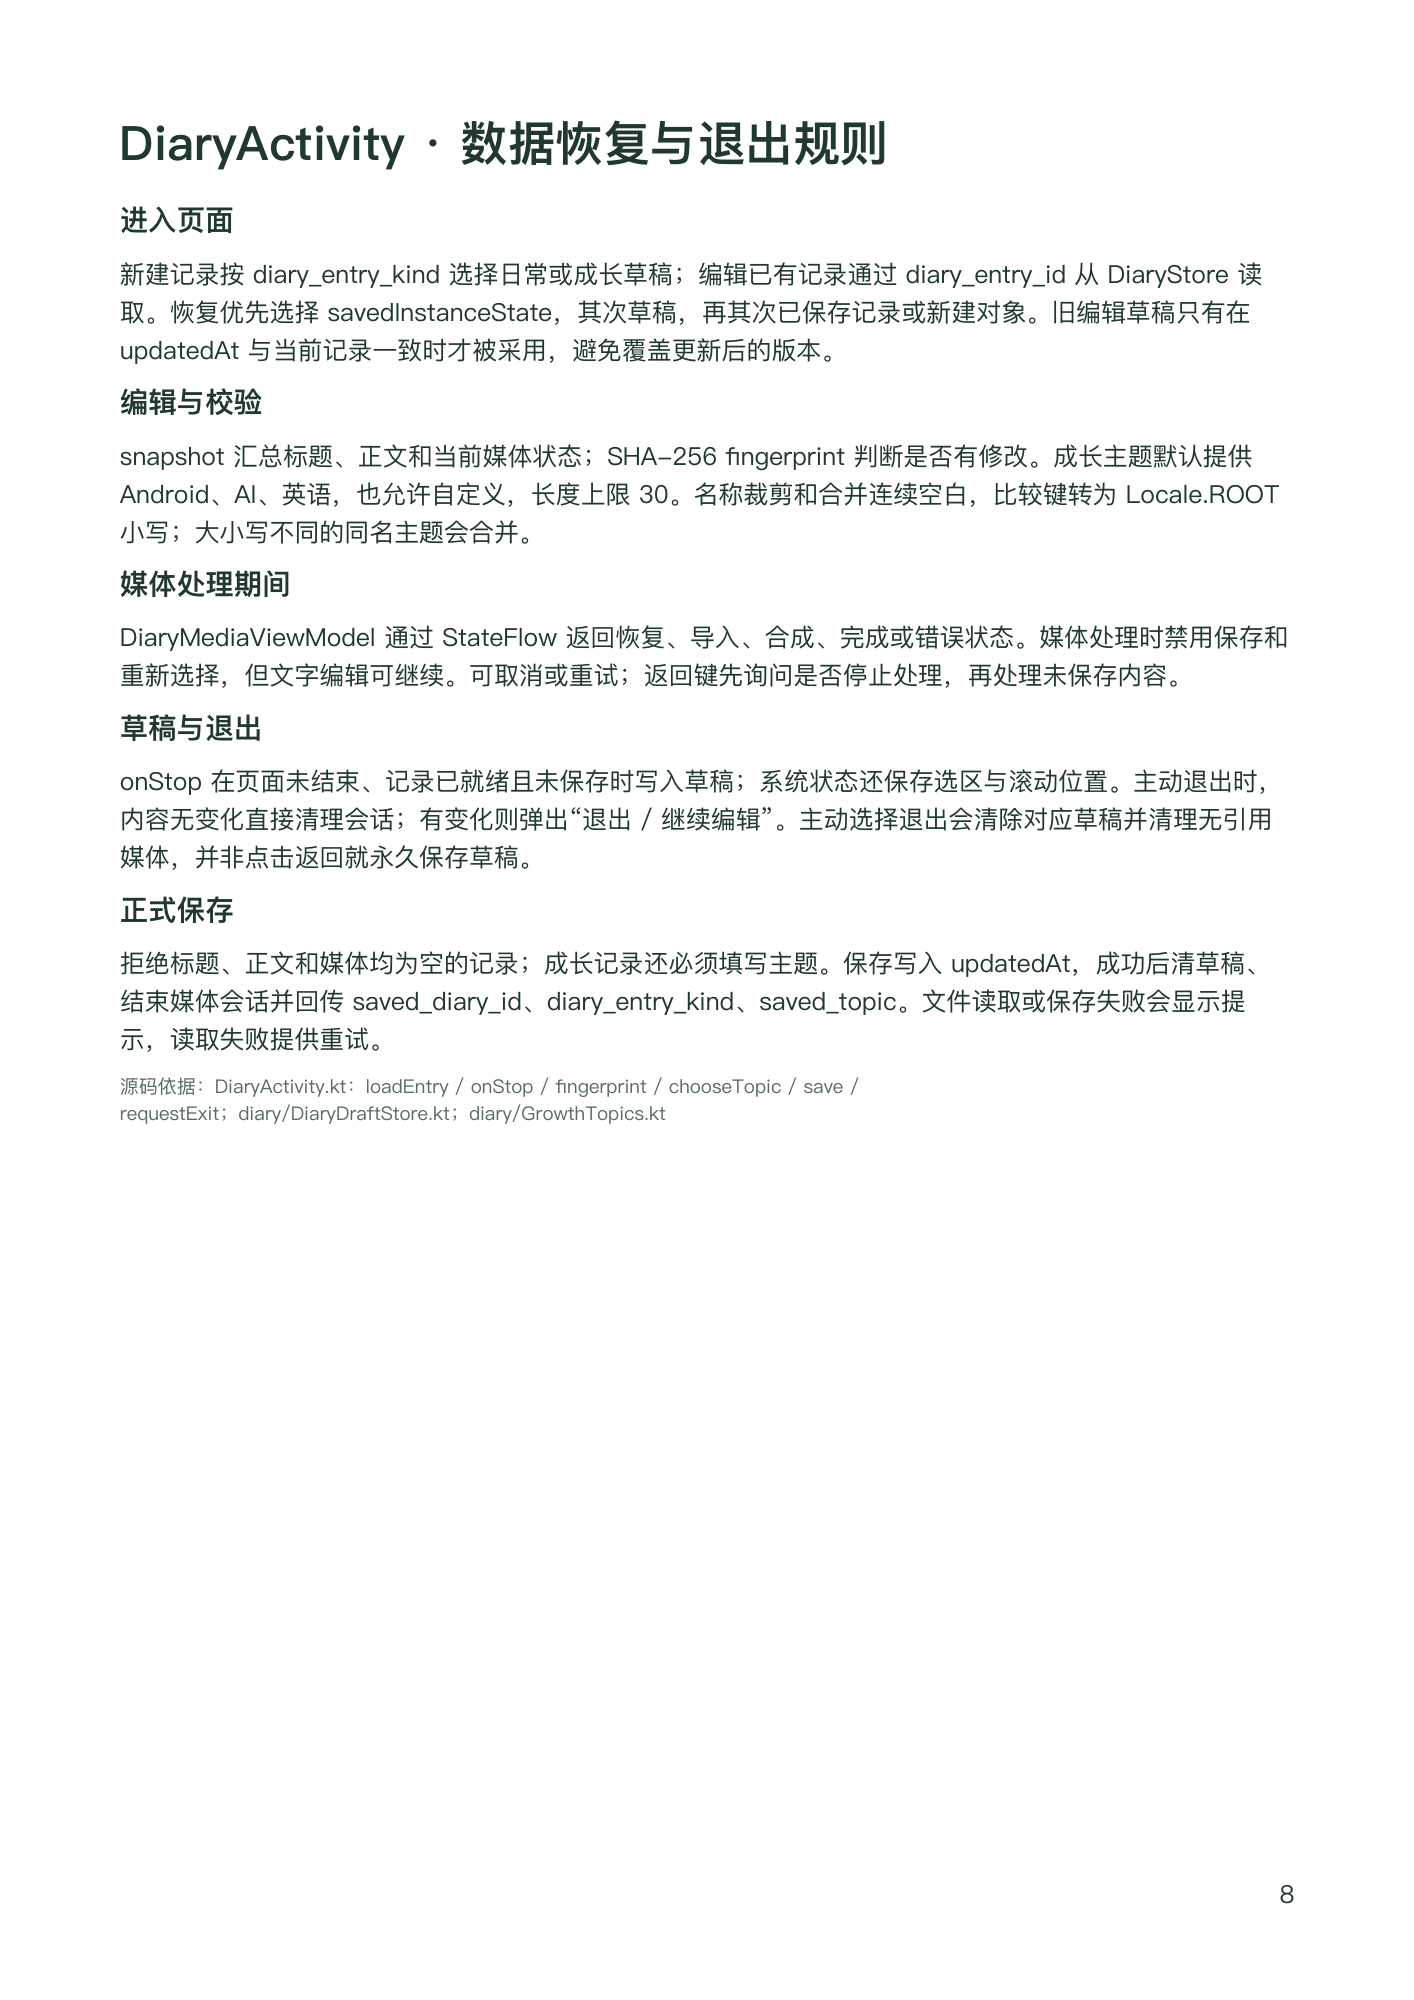 DiaryActivity · 数据恢复与退出规则
进入页面
新建记录按 diary_entry_kind 选择日常或成长草稿；编辑已有记录通过 diary_entry_id 从 DiaryStore 读
取。恢复优先选择 savedInstanceState，其次草稿，再其次已保存记录或新建对象。旧编辑草稿只有在
updatedAt 与当前记录一致时才被采用，避免覆盖更新后的版本。
编辑与校验
snapshot 汇总标题、正文和当前媒体状态；SHA-256 fingerprint 判断是否有修改。成长主题默认提供
Android、AI、英语，也允许自定义，长度上限 30。名称裁剪和合并连续空白，比较键转为 Locale.ROOT
小写；大小写不同的同名主题会合并。
媒体处理期间
DiaryMediaViewModel 通过 StateFlow 返回恢复、导入、合成、完成或错误状态。媒体处理时禁用保存和
重新选择，但文字编辑可继续。可取消或重试；返回键先询问是否停止处理，再处理未保存内容。
草稿与退出
onStop 在页面未结束、记录已就绪且未保存时写入草稿；系统状态还保存选区与滚动位置。主动退出时，
内容无变化直接清理会话；有变化则弹出“退出 / 继续编辑”。主动选择退出会清除对应草稿并清理无引用
媒体，并非点击返回就永久保存草稿。
正式保存
拒绝标题、正文和媒体均为空的记录；成长记录还必须填写主题。保存写入 updatedAt，成功后清草稿、
结束媒体会话并回传 saved_diary_id、diary_entry_kind、saved_topic。文件读取或保存失败会显示提
示，读取失败提供重试。
源码依据：DiaryActivity.kt：loadEntry / onStop / fingerprint / chooseTopic / save /
requestExit；diary/DiaryDraftStore.kt；diary/GrowthTopics.kt
8